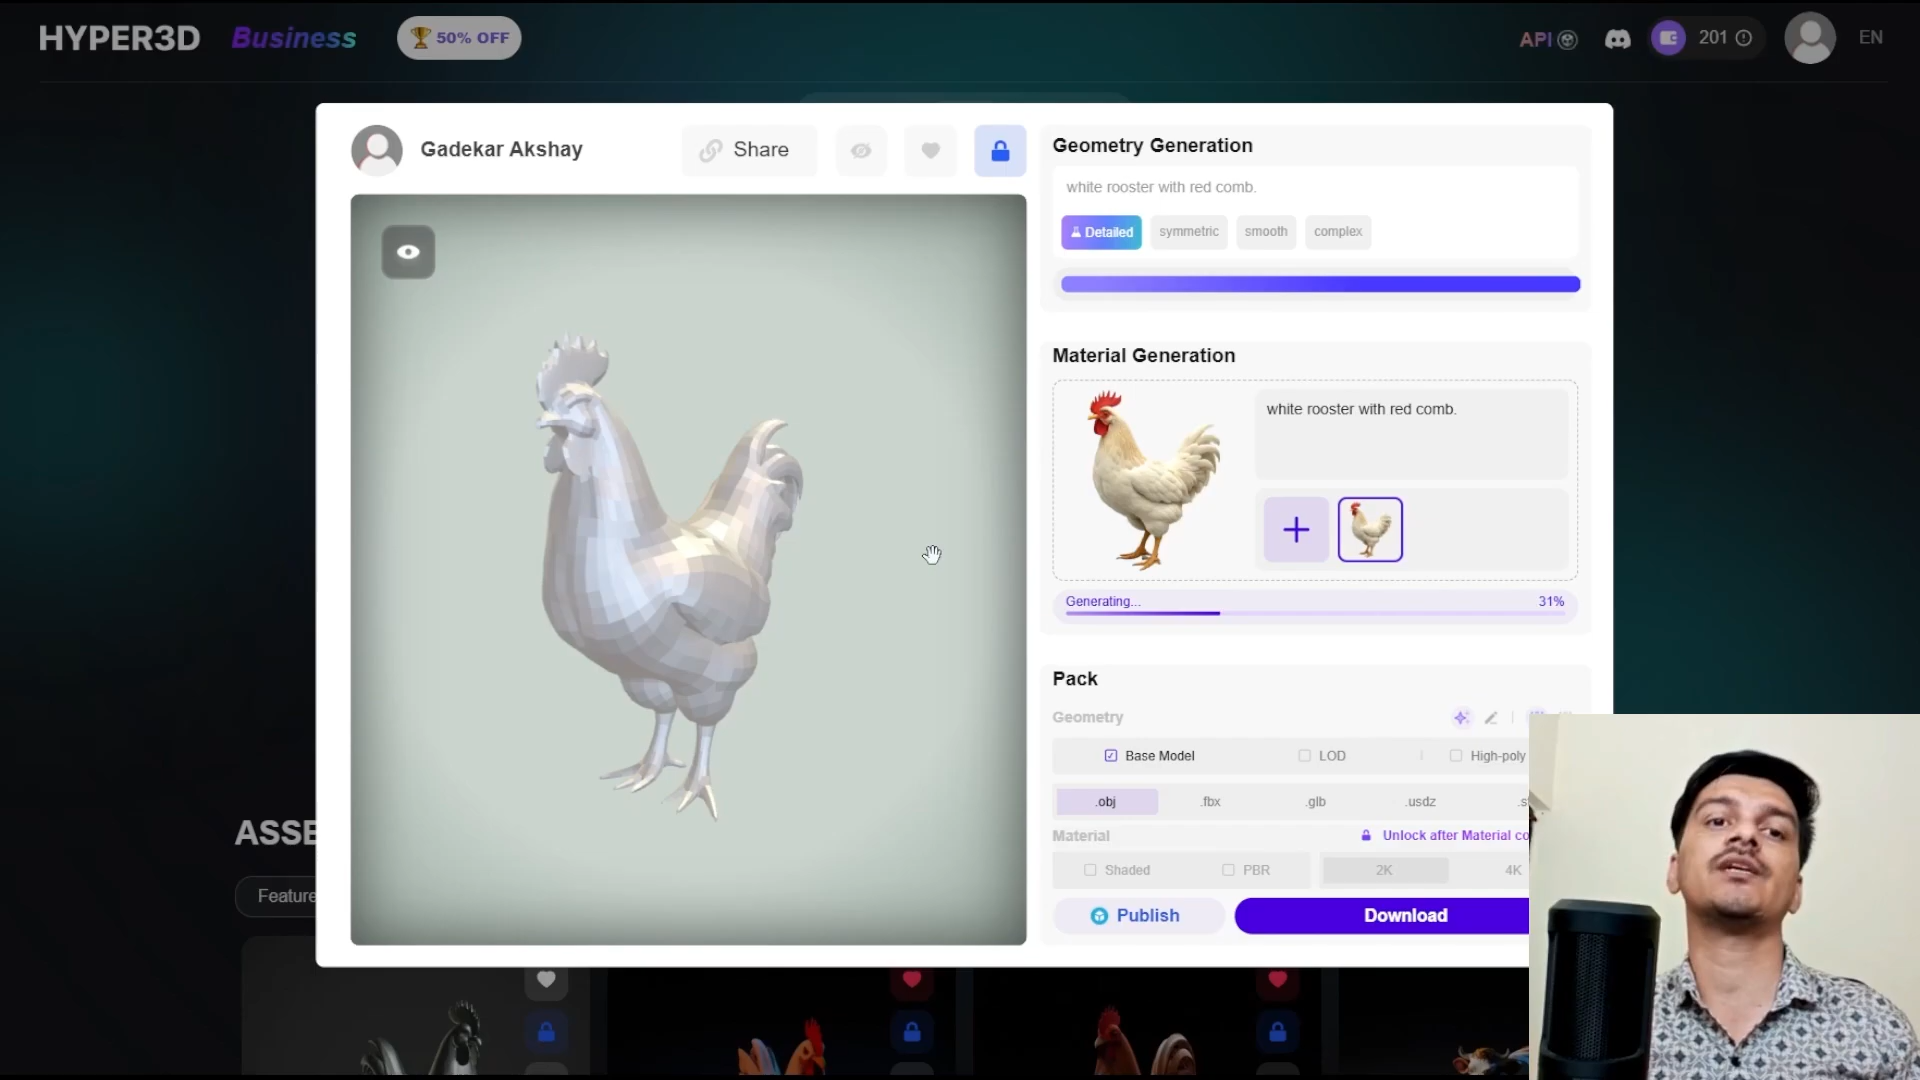 HYPER3D Business 50% OFF API 201 EN
Gadekar Akshay Share
Geometry Generation
white rooster with red comb.
Detailed symmetric smooth complex
Material Generation
white rooster with red comb.
Generating... 31%
Pack
Geometry
Base Model LOD High-poly
.obj .fbx .glb .usdz .s
Material Unlock after Material co
Shaded PBR 2K 4K
Publish Download
ASSE
Feature